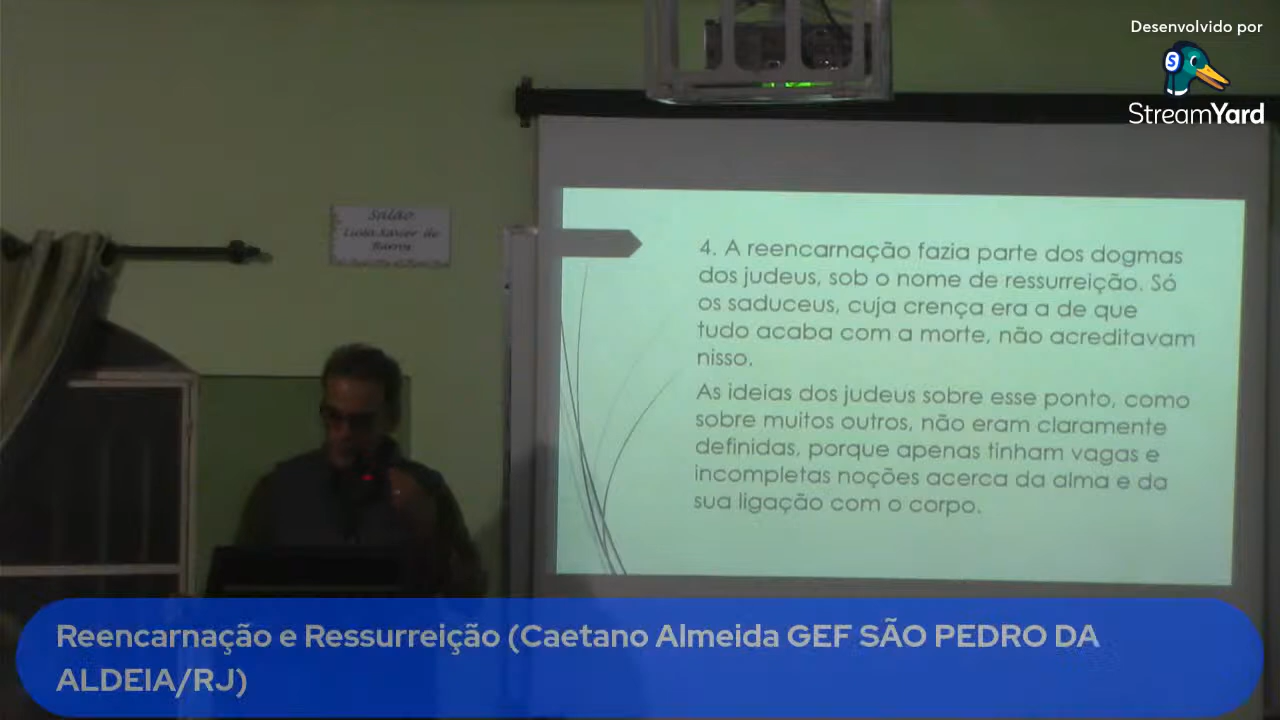 Desenvolvido por
StreamYard
Salão
4. A reencarnação fazia parte dos dogmas
dos judeus, sob o nome de ressurreição. Só
os saduceus, cuja crença era a de que
tudo acaba com a morte, não acreditavam
nisso.
As ideias dos judeus sobre esse ponto, como
sobre muitos outros, não eram claramente
definidas, porque apenas tinham vagas e
incompletas noções acerca da alma e da
sua ligação com o corpo.
Reencarnação e Ressurreição (Caetano Almeida GEF SÃO PEDRO DA
ALDEIA/RJ)